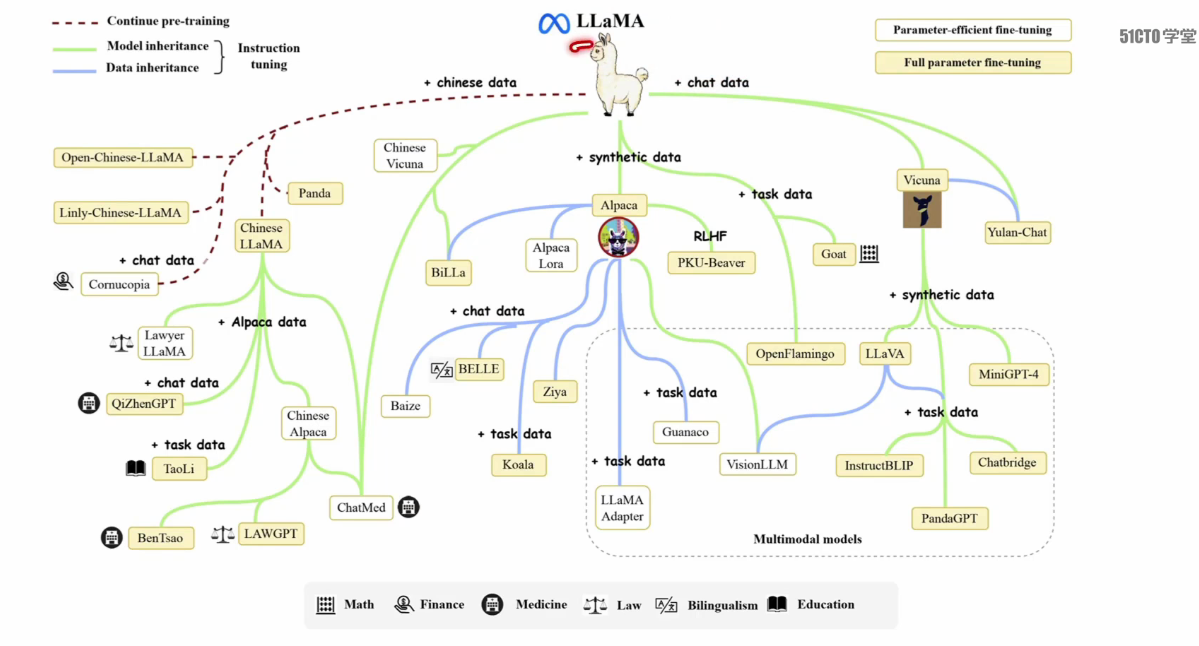 Continue pre-training
Model inheritance
Data inheritance
Instruction
tuning
LLaMA
Parameter-efficient fine-tuning
Full parameter fine-tuning
51CTO学堂
+ chinese data
+ chat data
Open-Chinese-LLaMA
Linly-Chinese-LLaMA
Panda
Chinese
LLaMA
+ chat data
Cornucopia
Chinese
Vicuna
+ synthetic data
Alpaca
+ task data
Vicuna
Yulan-Chat
BiLLa
Alpaca
Lora
RLHF
PKU-Beaver
Goat
+ synthetic data
Lawyer
LLaMA
+ Alpaca data
+ chat data
QiZhenGPT
Chinese
Alpaca
+ task data
TaoLi
BenTsao
LAWGPT
ChatMed
+ chat data
BELLE
Baize
Ziya
+ task data
Koala
OpenFlamingo
LLaVA
MiniGPT-4
+ task data
Guanaco
+ task data
LLaMA
Adapter
VisionLLM
+ task data
InstructBLIP
Chatbridge
PandaGPT
Multimodal models
Math
Finance
Medicine
Law
Bilingualism
Education